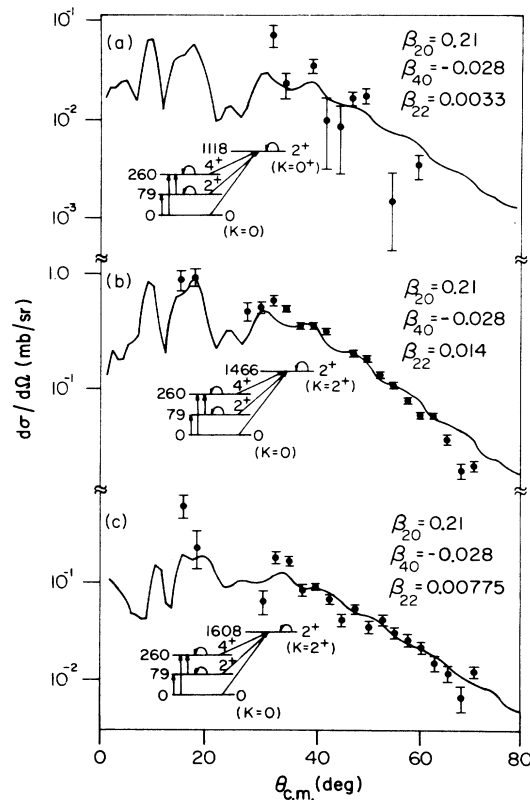 10⁻¹
(a)
β₂₀=0.21
β₄₀=-0.028
β₂₂=0.0033
10⁻²
1118 2⁺
(K=0⁺)
260 4⁺
79 2⁺
0 0
(K=0)
10⁻³
1.0
(b)
β₂₀=0.21
β₄₀=-0.028
β₂₂=0.014
10⁻¹
1466 2⁺
(K=2⁺)
260 4⁺
79 2⁺
0 0
(K=0)
dσ/dΩ (mb/sr)
(c)
β₂₀=0.21
β₄₀=-0.028
β₂₂=0.00775
10⁻¹
1608 2⁺
(K=2⁺)
260 4⁺
79 2⁺
0 0
(K=0)
10⁻²
0 20 40 60 80
θc.m. (deg)